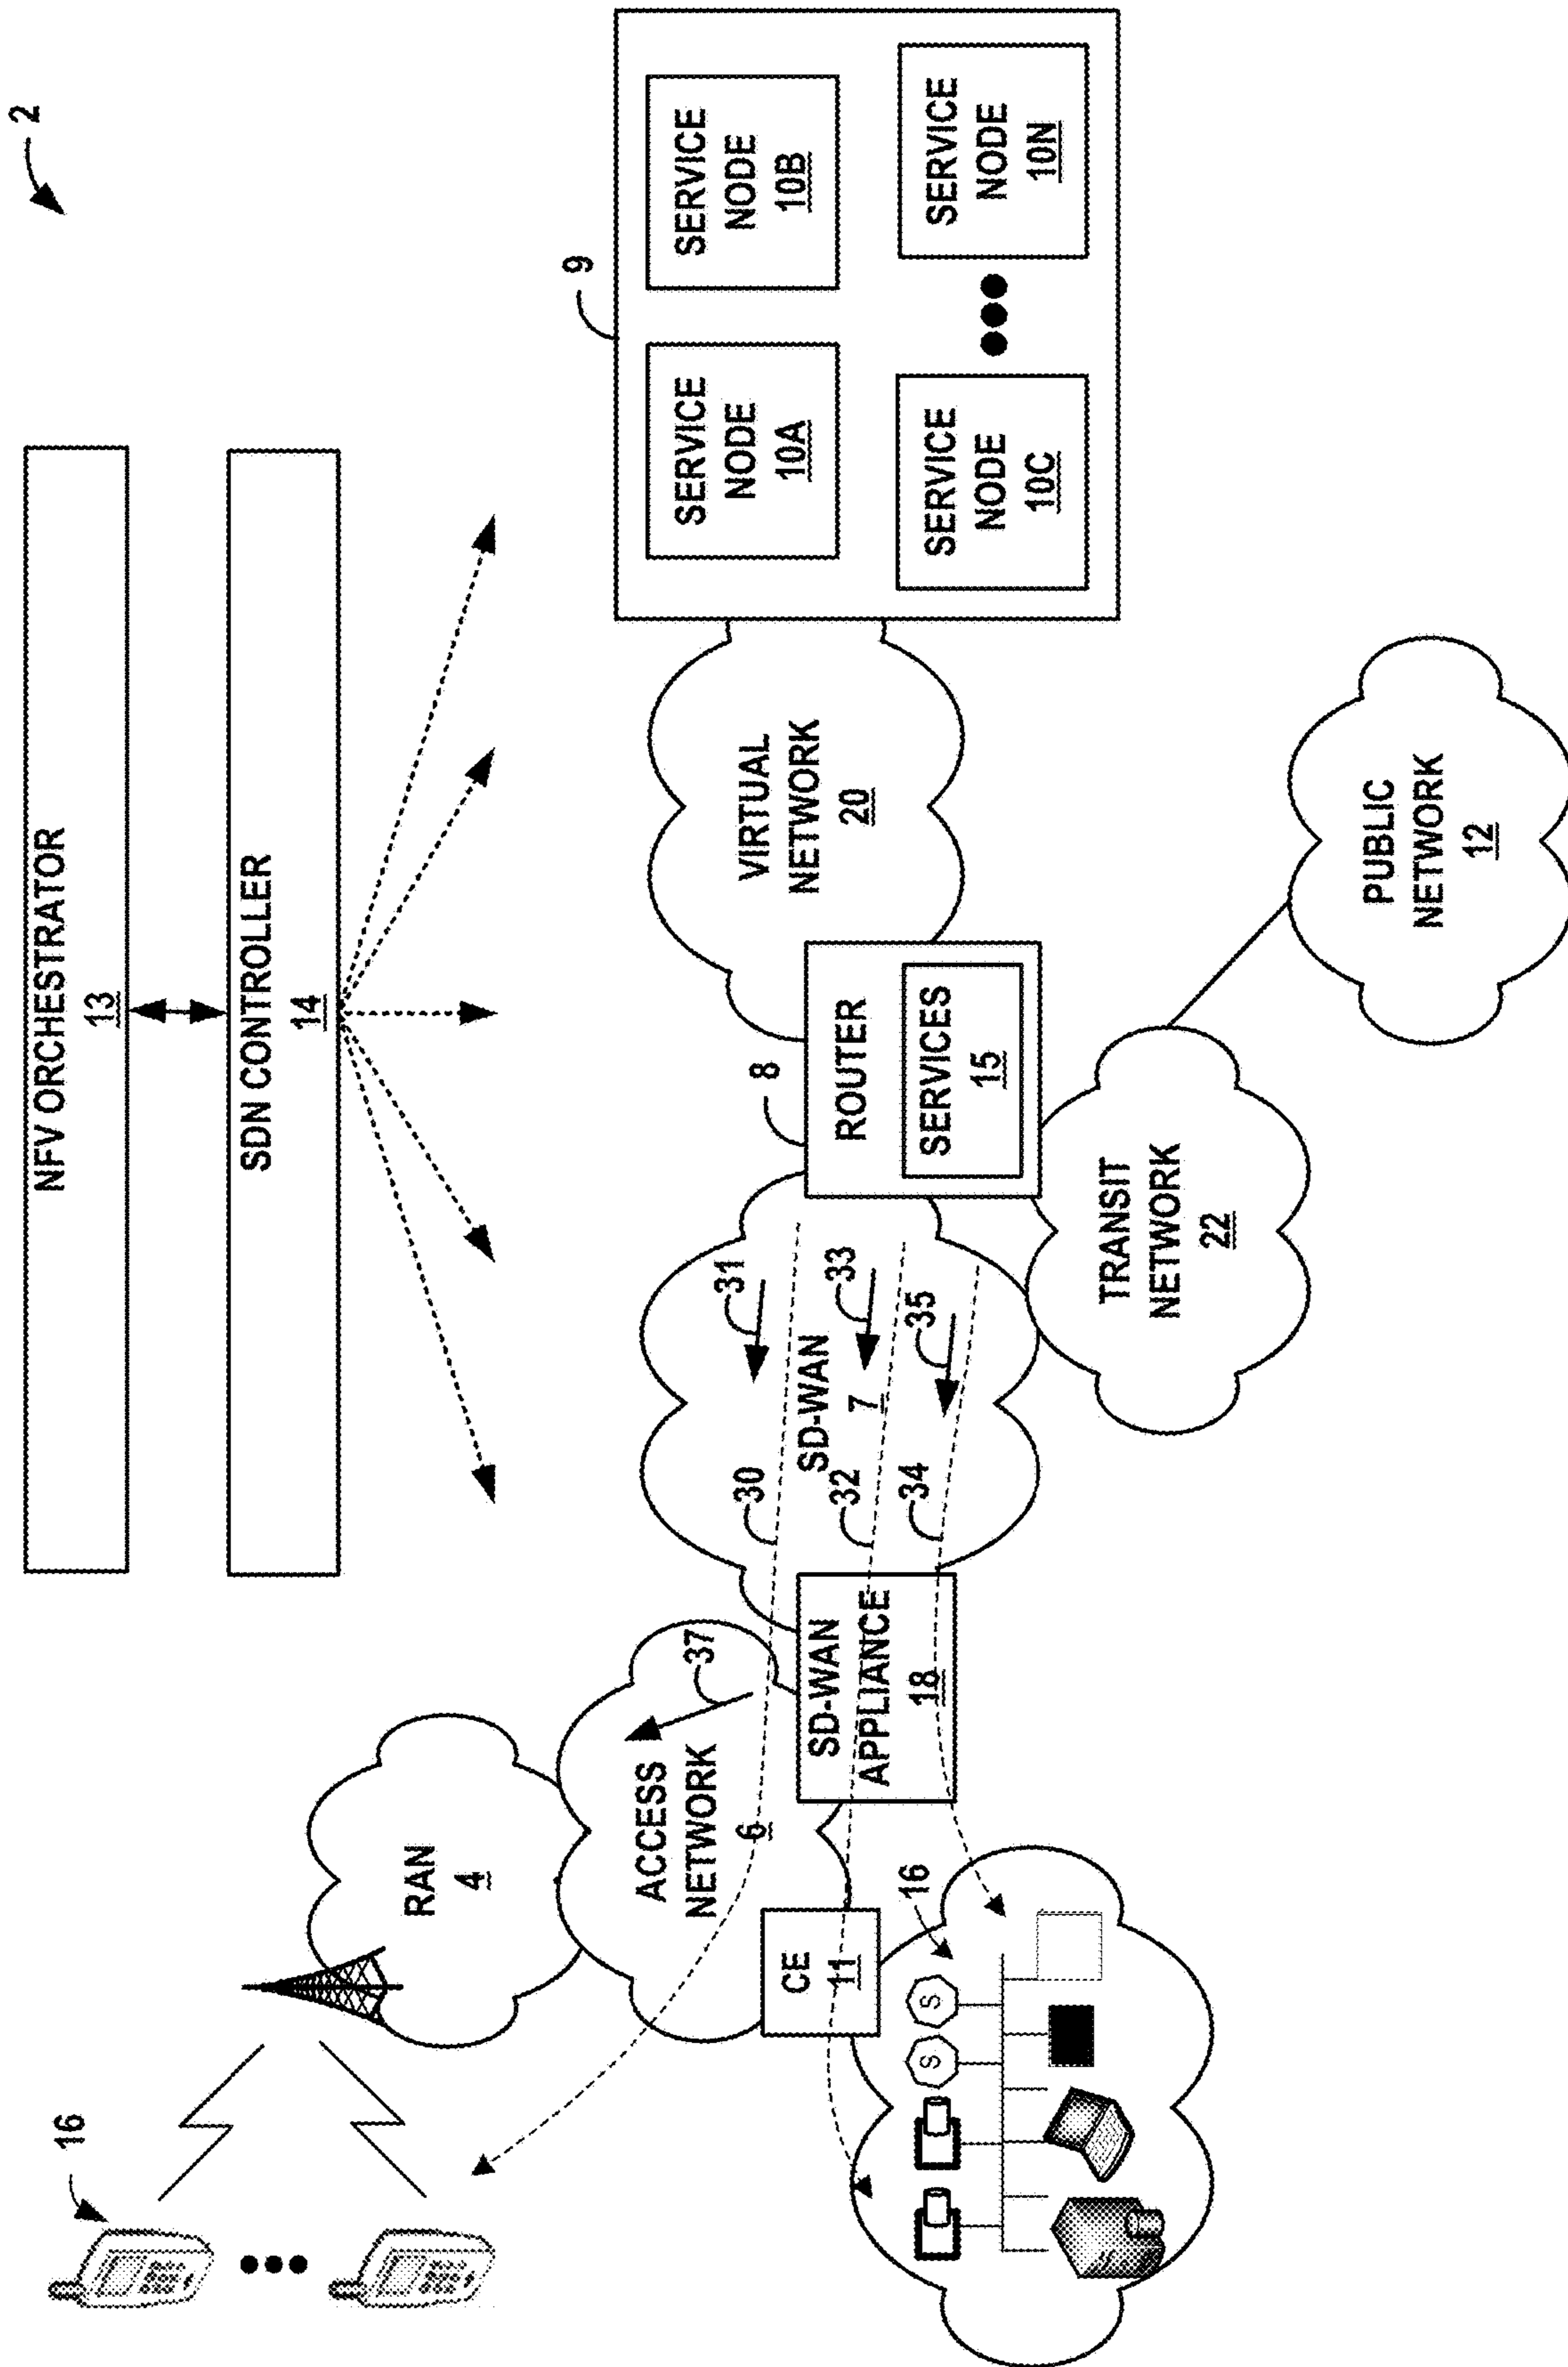 2
NFV ORCHESTRATOR
13
SDN CONTROLLER
14
16
RAN
4
ACCESS
NETWORK
6
37
CE
11
16
S
S
SD-WAN
APPLIANCE
18
30
31
SD-WAN
7
32
33
34
35
8
ROUTER
SERVICES
15
VIRTUAL
NETWORK
20
9
SERVICE
NODE
10A
SERVICE
NODE
10B
SERVICE
NODE
10C
SERVICE
NODE
10N
TRANSIT
NETWORK
22
PUBLIC
NETWORK
12